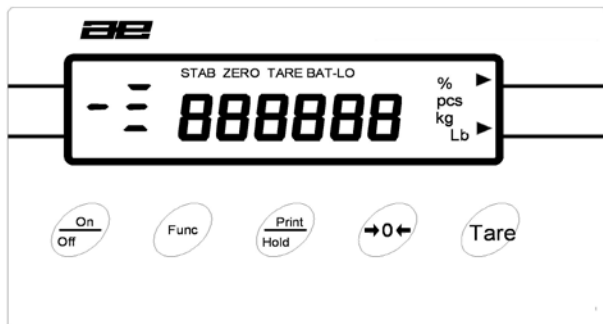 ae
STAB ZERO TARE BAT-LO
888888
%
pcs
kg
Lb
On
Off
Func
Print
Hold
→0←
Tare